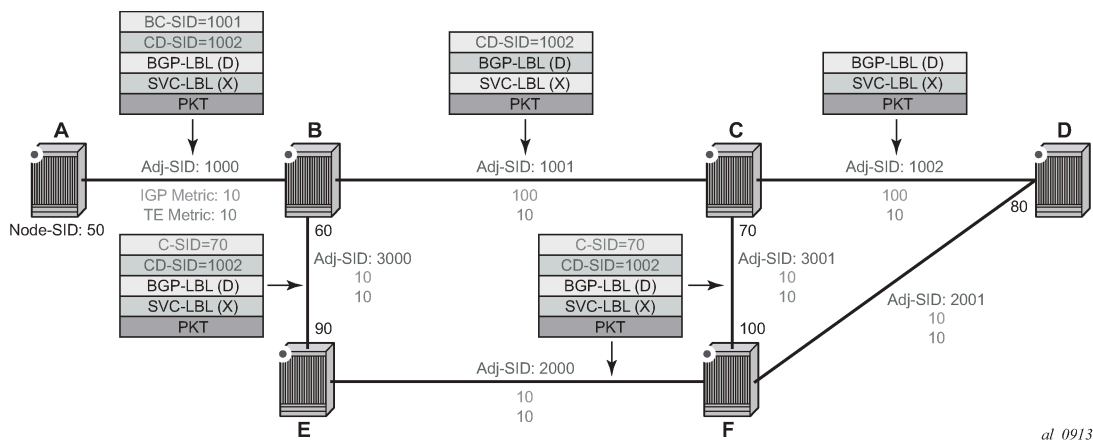 BC-SID=1001
CD-SID=1002
BGP-LBL (D)
SVC-LBL (X)
PKT
CD-SID=1002
BGP-LBL (D)
SVC-LBL (X)
PKT
BGP-LBL (D)
SVC-LBL (X)
PKT
A
B
C
D
Adj-SID: 1000
Adj-SID: 1001
Adj-SID: 1002
IGP Metric: 10
TE Metric: 10
100
10
100
10
Node-SID: 50
60
70
80
C-SID=70
CD-SID=1002
BGP-LBL (D)
SVC-LBL (X)
PKT
Adj-SID: 3000
10
10
C-SID=70
CD-SID=1002
BGP-LBL (D)
SVC-LBL (X)
PKT
Adj-SID: 3001
10
10
Adj-SID: 2001
10
10
90
100
Adj-SID: 2000
10
10
E
F
al_0913